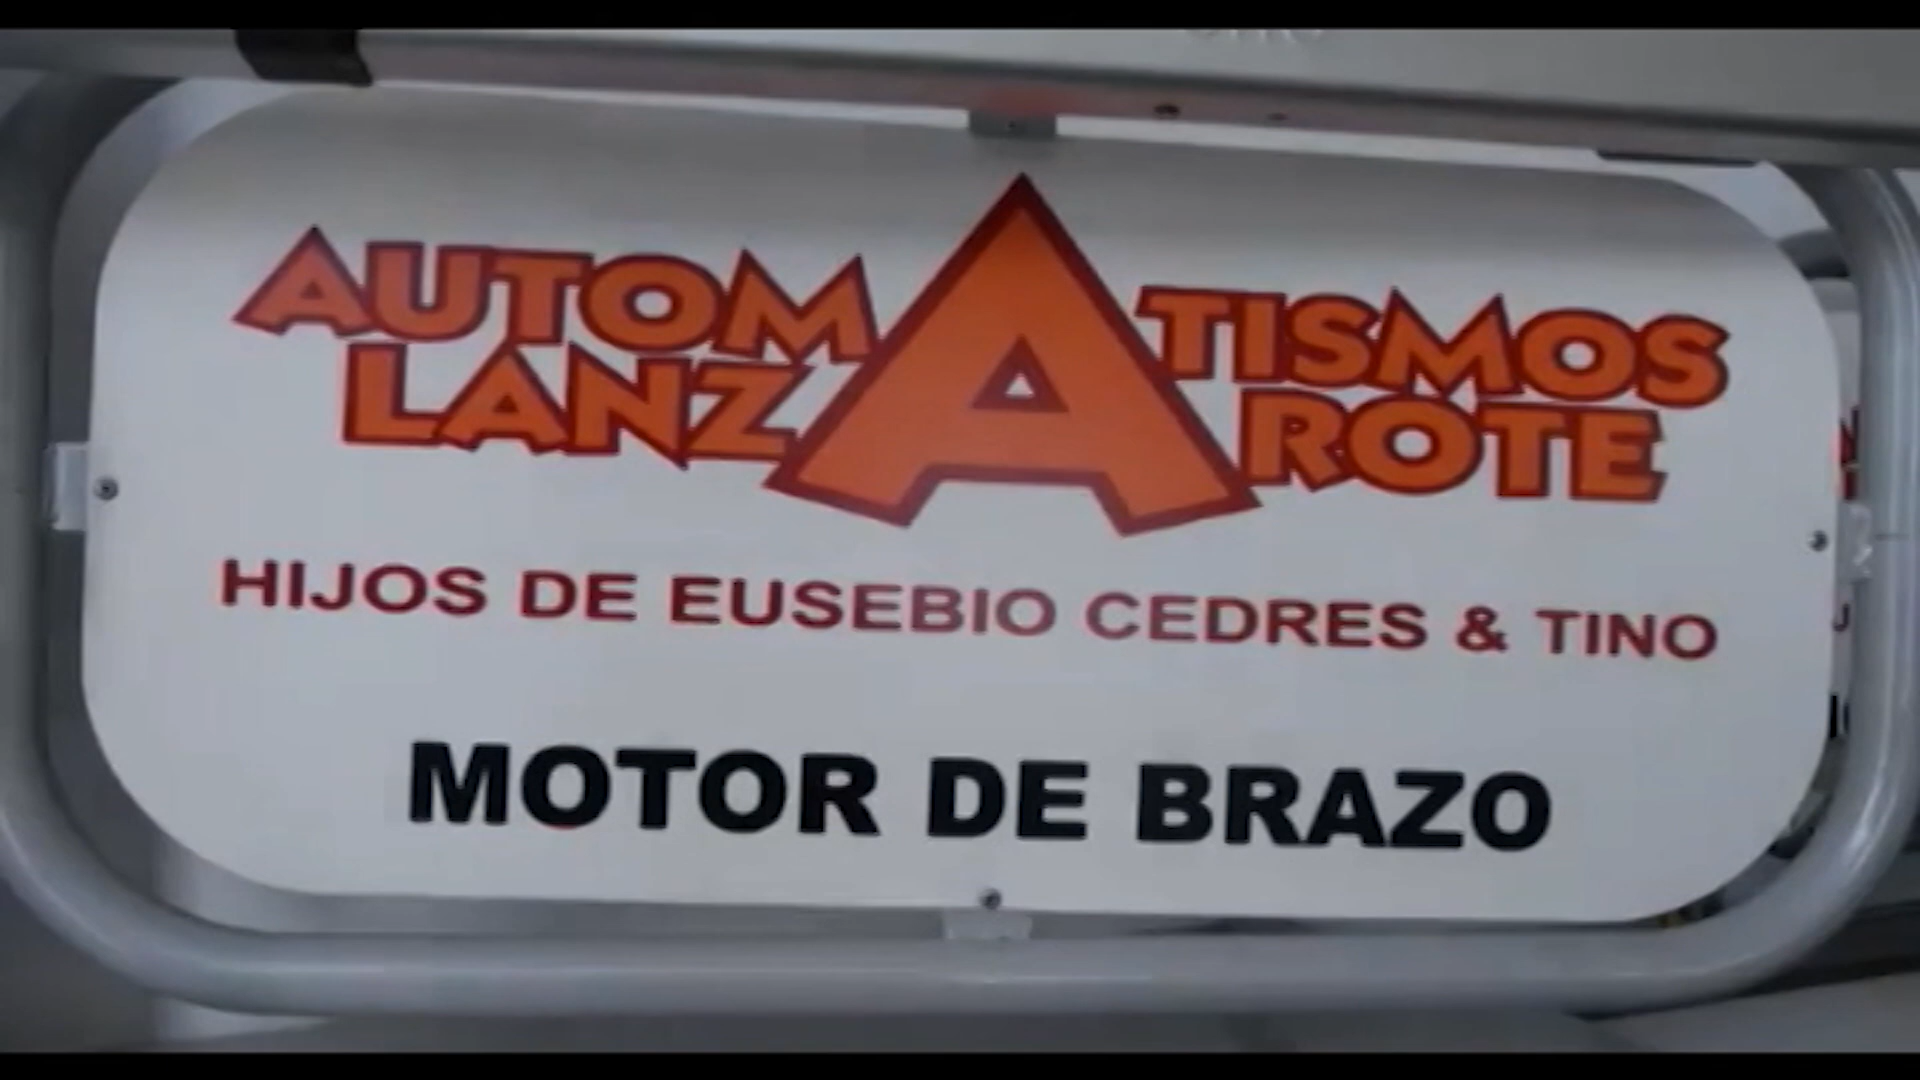 AUTOMATISMOS
LANZAROTE
HIJOS DE EUSEBIO CEDRES & TINO
MOTOR DE BRAZO